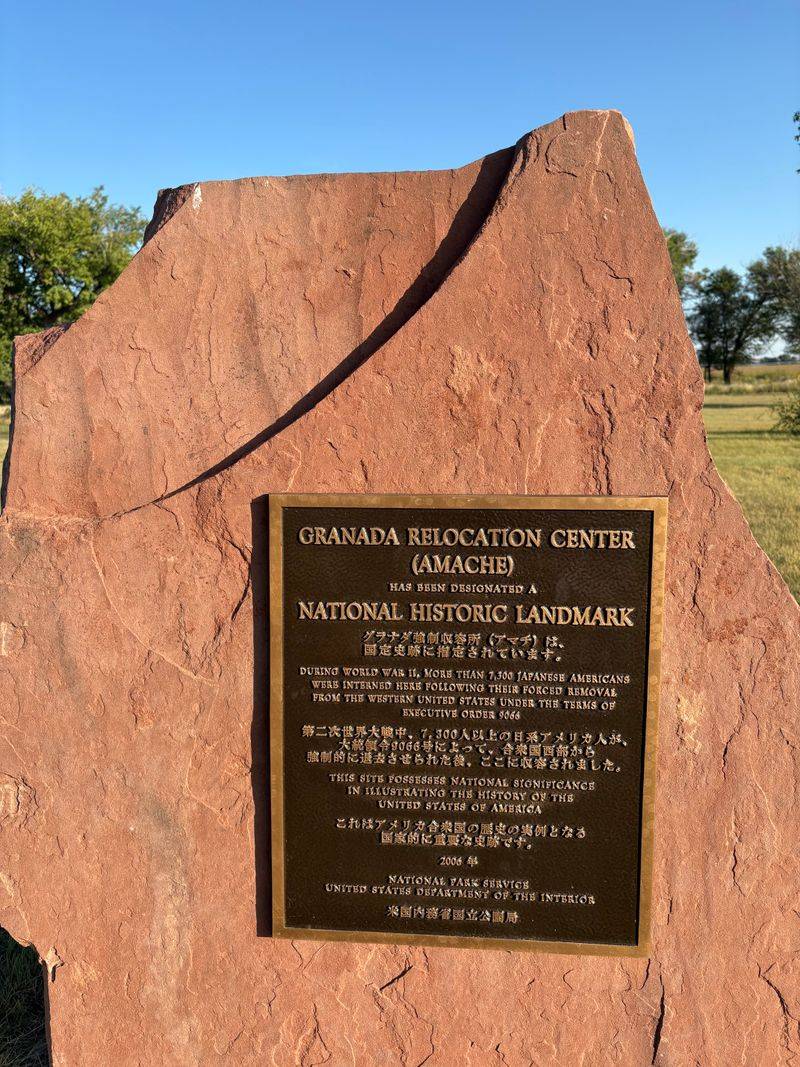 GRANADA RELOCATION CENTER
(AMACHE)
HAS BEEN DESIGNATED A
NATIONAL HISTORIC LANDMARK
グラナダ強制収容所（アマチ）は、
国定史跡に指定されています。
DURING WORLD WAR II, MORE THAN 7,300 JAPANESE AMERICANS
WERE INTERNED HERE FOLLOWING THEIR FORCED REMOVAL
FROM THE WESTERN UNITED STATES UNDER THE TERMS OF
EXECUTIVE ORDER 9066
第二次世界大戦中、7,300人以上の日系アメリカ人が、
大統領令9066号によって、合衆国西部から
強制的に退去させられた後、ここに収容されました。
THIS SITE POSSESSES NATIONAL SIGNIFICANCE
IN ILLUSTRATING THE HISTORY OF THE
UNITED STATES OF AMERICA
これはアメリカ合衆国の歴史の実例となる
国家的に重要な史跡です。
2006 年
NATIONAL PARK SERVICE
UNITED STATES DEPARTMENT OF THE INTERIOR
米国内務省国立公園局